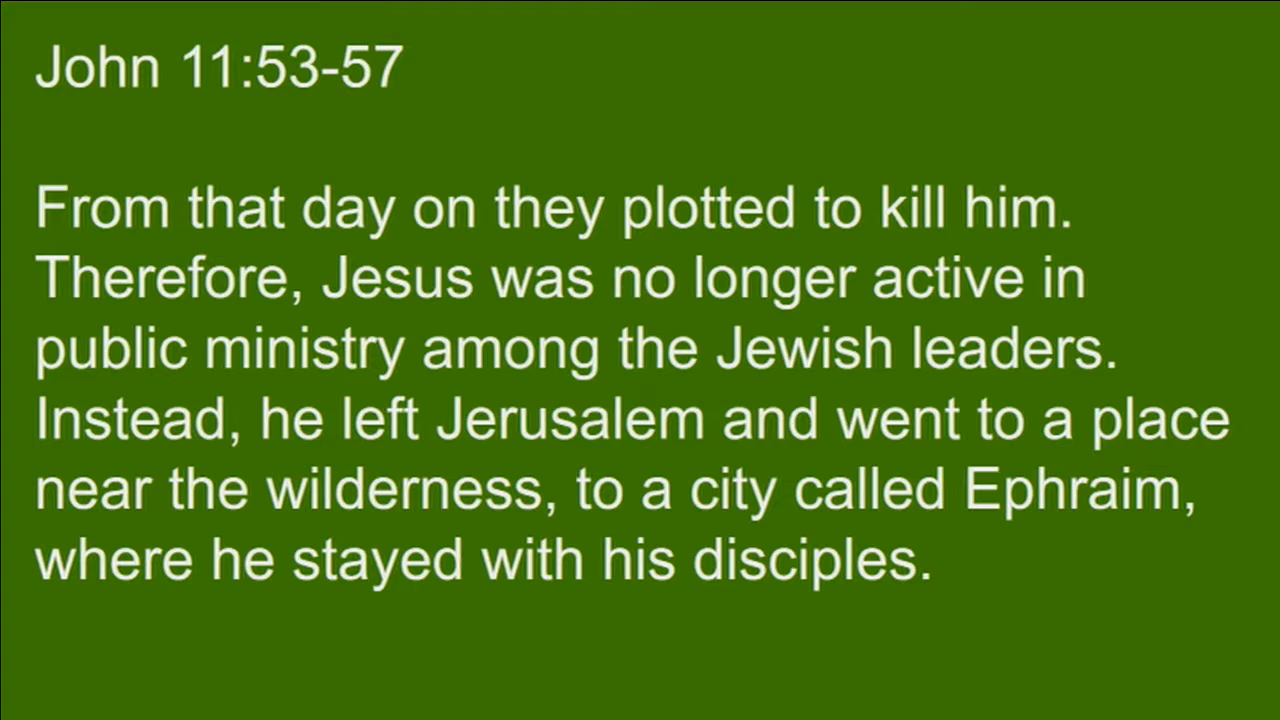 John 11:53-57
From that day on they plotted to kill him.
Therefore, Jesus was no longer active in
public ministry among the Jewish leaders.
Instead, he left Jerusalem and went to a place
near the wilderness, to a city called Ephraim,
where he stayed with his disciples.